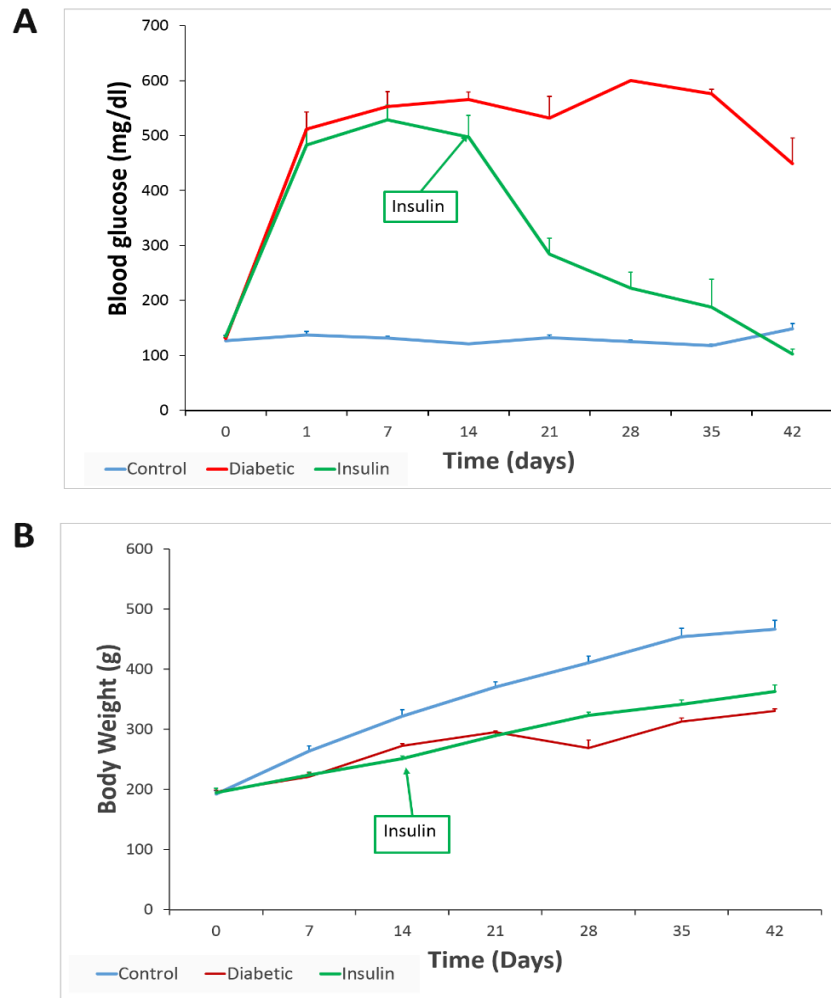 A
Blood glucose (mg/dl)
700
600
500
400
300
200
100
0
Insulin
0 1 7 14 21 28 35 42
Time (days)
Control Diabetic Insulin
B
Body Weight (g)
600
500
400
300
200
100
0
Insulin
0 7 14 21 28 35 42
Time (Days)
Control Diabetic Insulin